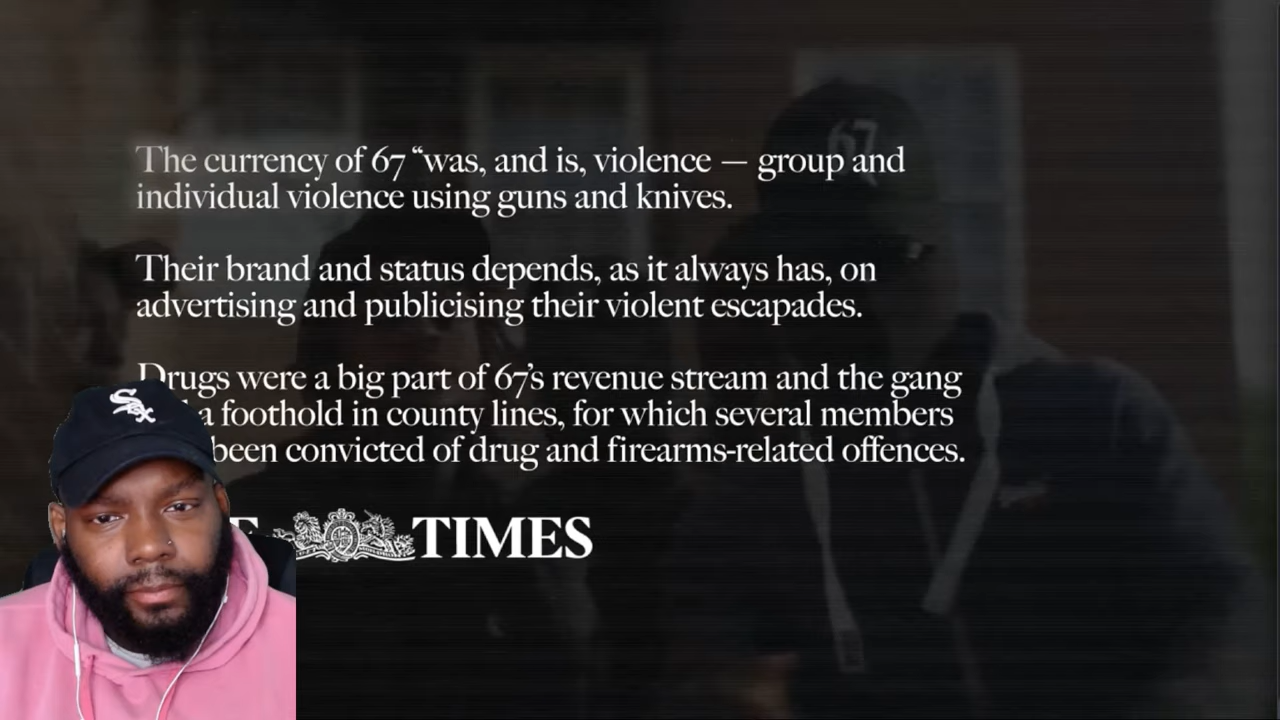 The currency of 67 “was, and is, violence — group and
individual violence using guns and knives.
Their brand and status depends, as it always has, on
advertising and publicising their violent escapades.
Drugs were a big part of 67’s revenue stream and the gang
a foothold in county lines, for which several members
been convicted of drug and firearms-related offences.
TIMES
67
Sox